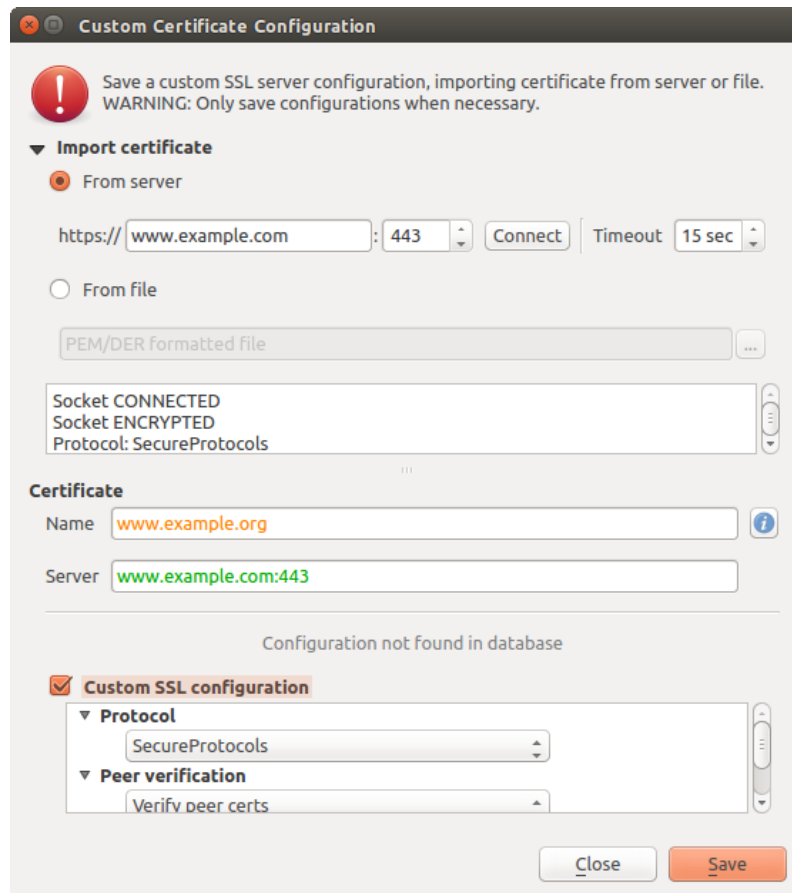 Custom Certificate Configuration
Save a custom SSL server configuration, importing certificate from server or file.
WARNING: Only save configurations when necessary.
Import certificate
From server
https:// www.example.com : 443 Connect Timeout 15 sec
From file
PEM/DER formatted file ...
Socket CONNECTED
Socket ENCRYPTED
Protocol: SecureProtocols
Certificate
Name www.example.org
Server www.example.com:443
Configuration not found in database
Custom SSL configuration
Protocol
SecureProtocols
Peer verification
Verify peer certs
Close Save